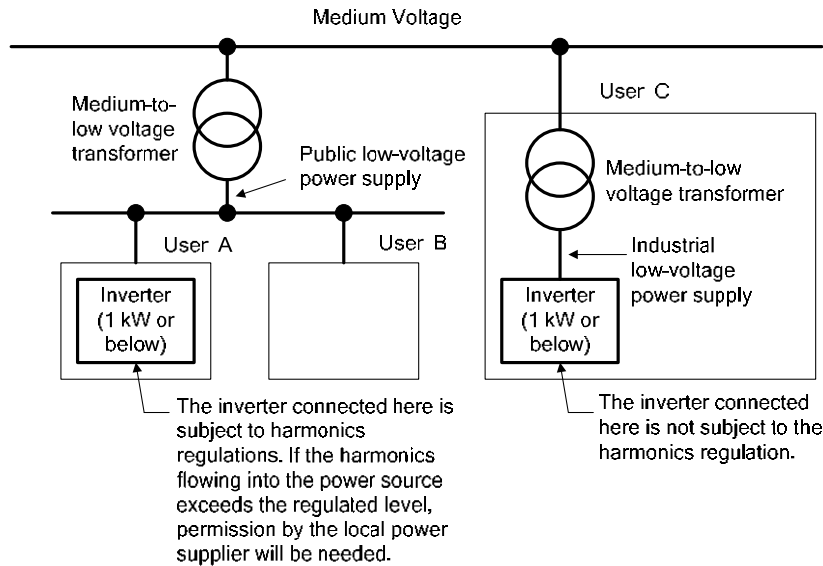 Medium Voltage
Medium-to-
low voltage
transformer
Public low-voltage
power supply
User A
User B
Inverter
(1 kW or
below)
The inverter connected here is
subject to harmonics
regulations. If the harmonics
flowing into the power source
exceeds the regulated level,
permission by the local power
supplier will be needed.
User C
Medium-to-low
voltage transformer
Industrial
low-voltage
power supply
Inverter
(1 kW or
below)
The inverter connected
here is not subject to the
harmonics regulation.